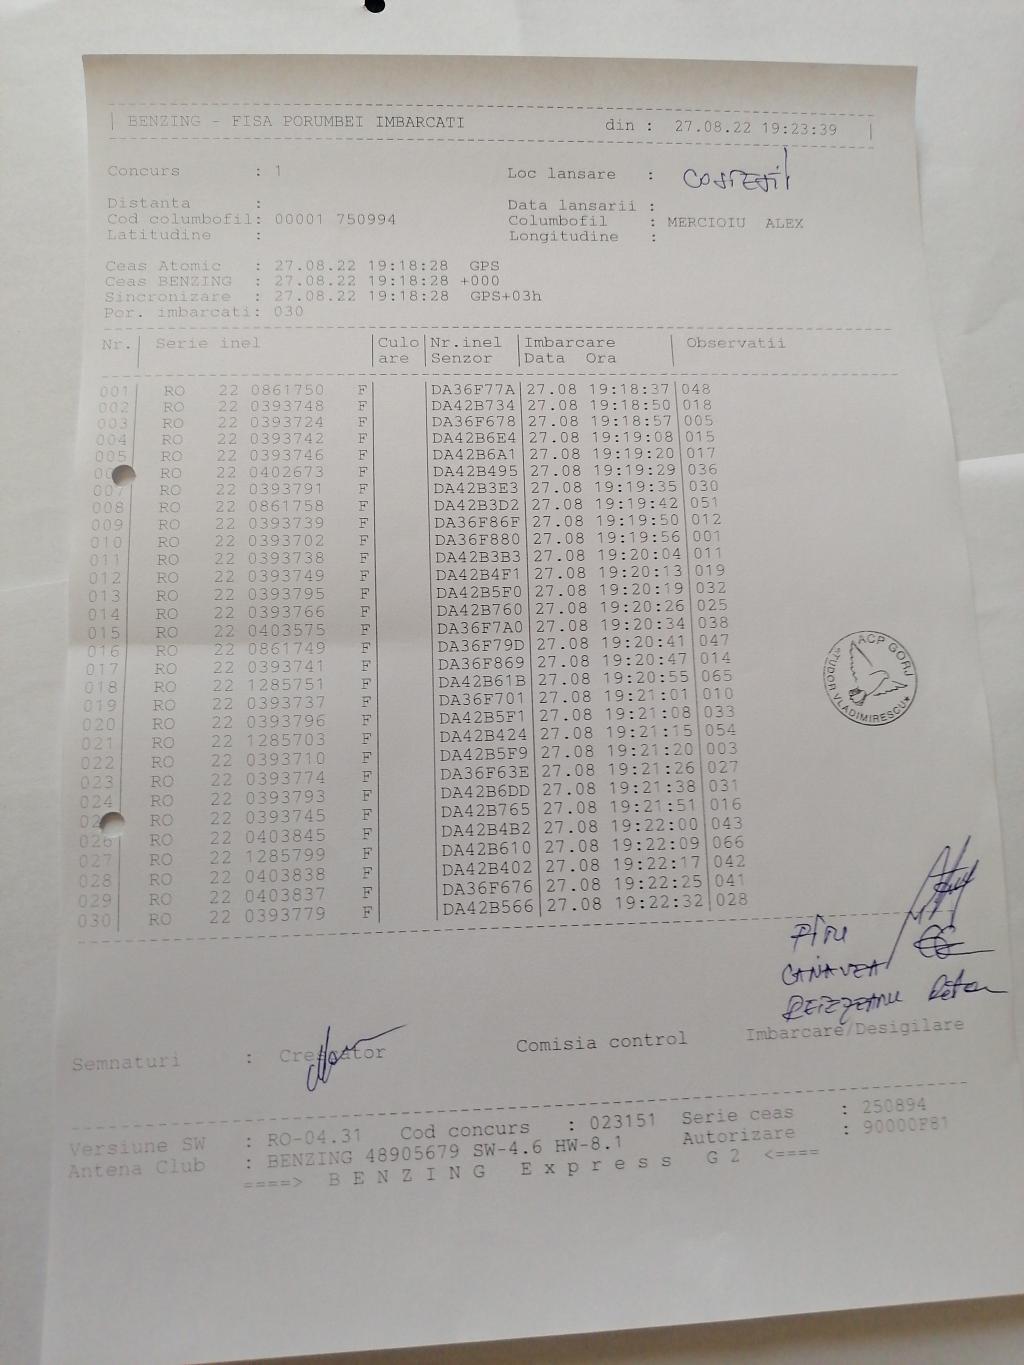 BENZING - FISA PORUMBEI IMBARCATI din : 27.08.22 19:23:39
Concurs : 1 Loc lansare : COSTESTI
Distanta : Data lansarii :
Cod columbofil: 00001 750994 Columbofil : MERCIOIU ALEX
Latitudine : Longitudine :
Ceas Atomic : 27.08.22 19:18:28 GPS
Ceas BENZING : 27.08.22 19:18:28 +000
Sincronizare : 27.08.22 19:18:28 GPS+03h
Por. imbarcati: 030
Nr. Serie inel Culo Nr.inel Imbarcare Observatii
are Senzor Data Ora
001 RO 22 0861750 F DA36F77A 27.08 19:18:37 048
002 RO 22 0393748 F DA42B734 27.08 19:18:50 018
003 RO 22 0393724 F DA36F678 27.08 19:18:57 005
004 RO 22 0393742 F DA42B6E4 27.08 19:19:08 015
005 RO 22 0393746 F DA42B6A1 27.08 19:19:20 017
RO 22 0402673 F DA42B495 27.08 19:19:29 036
007 RO 22 0393791 F DA42B3E3 27.08 19:19:35 030
008 RO 22 0861758 F DA42B3D2 27.08 19:19:42 051
009 RO 22 0393739 F DA36F86F 27.08 19:19:50 012
010 RO 22 0393702 F DA36F880 27.08 19:19:56 001
011 RO 22 0393738 F DA42B3B3 27.08 19:20:04 011
012 RO 22 0393749 F DA42B4F1 27.08 19:20:13 019
013 RO 22 0393795 F DA42B5F0 27.08 19:20:19 032
014 RO 22 0393766 F DA42B760 27.08 19:20:26 025
015 RO 22 0403575 F DA36F7A0 27.08 19:20:34 038
016 RO 22 0861749 F DA36F79D 27.08 19:20:41 047
017 RO 22 0393741 F DA36F869 27.08 19:20:47 014
018 RO 22 1285751 F DA42B61B 27.08 19:20:55 065
019 RO 22 0393737 F DA36F701 27.08 19:21:01 010
020 RO 22 0393796 F DA42B5F1 27.08 19:21:08 033
021 RO 22 1285703 F DA42B424 27.08 19:21:15 054
022 RO 22 0393710 F DA42B5F9 27.08 19:21:20 003
023 RO 22 0393774 F DA36F63E 27.08 19:21:26 027
024 RO 22 0393793 F DA42B6DD 27.08 19:21:38 031
RO 22 0393745 F DA42B765 27.08 19:21:51 016
026 RO 22 0403845 F DA42B4B2 27.08 19:22:00 043
027 RO 22 1285799 F DA42B610 27.08 19:22:09 066
028 RO 22 0403838 F DA42B402 27.08 19:22:17 042
029 RO 22 0403837 F DA36F676 27.08 19:22:25 041
030 RO 22 0393779 F DA42B566 27.08 19:22:32 028
AACP GORJ
*TUDOR VLADIMIRESCU*
Semnaturi : Crescator Comisia control Imbarcare/Desigilare
Versiune SW : RO-04.31 Cod concurs : 023151 Serie ceas : 250894
Antena Club : BENZING 48905679 SW-4.6 HW-8.1 Autorizare : 90000F81
====> B E N Z I N G E x p r e s s G 2 <====